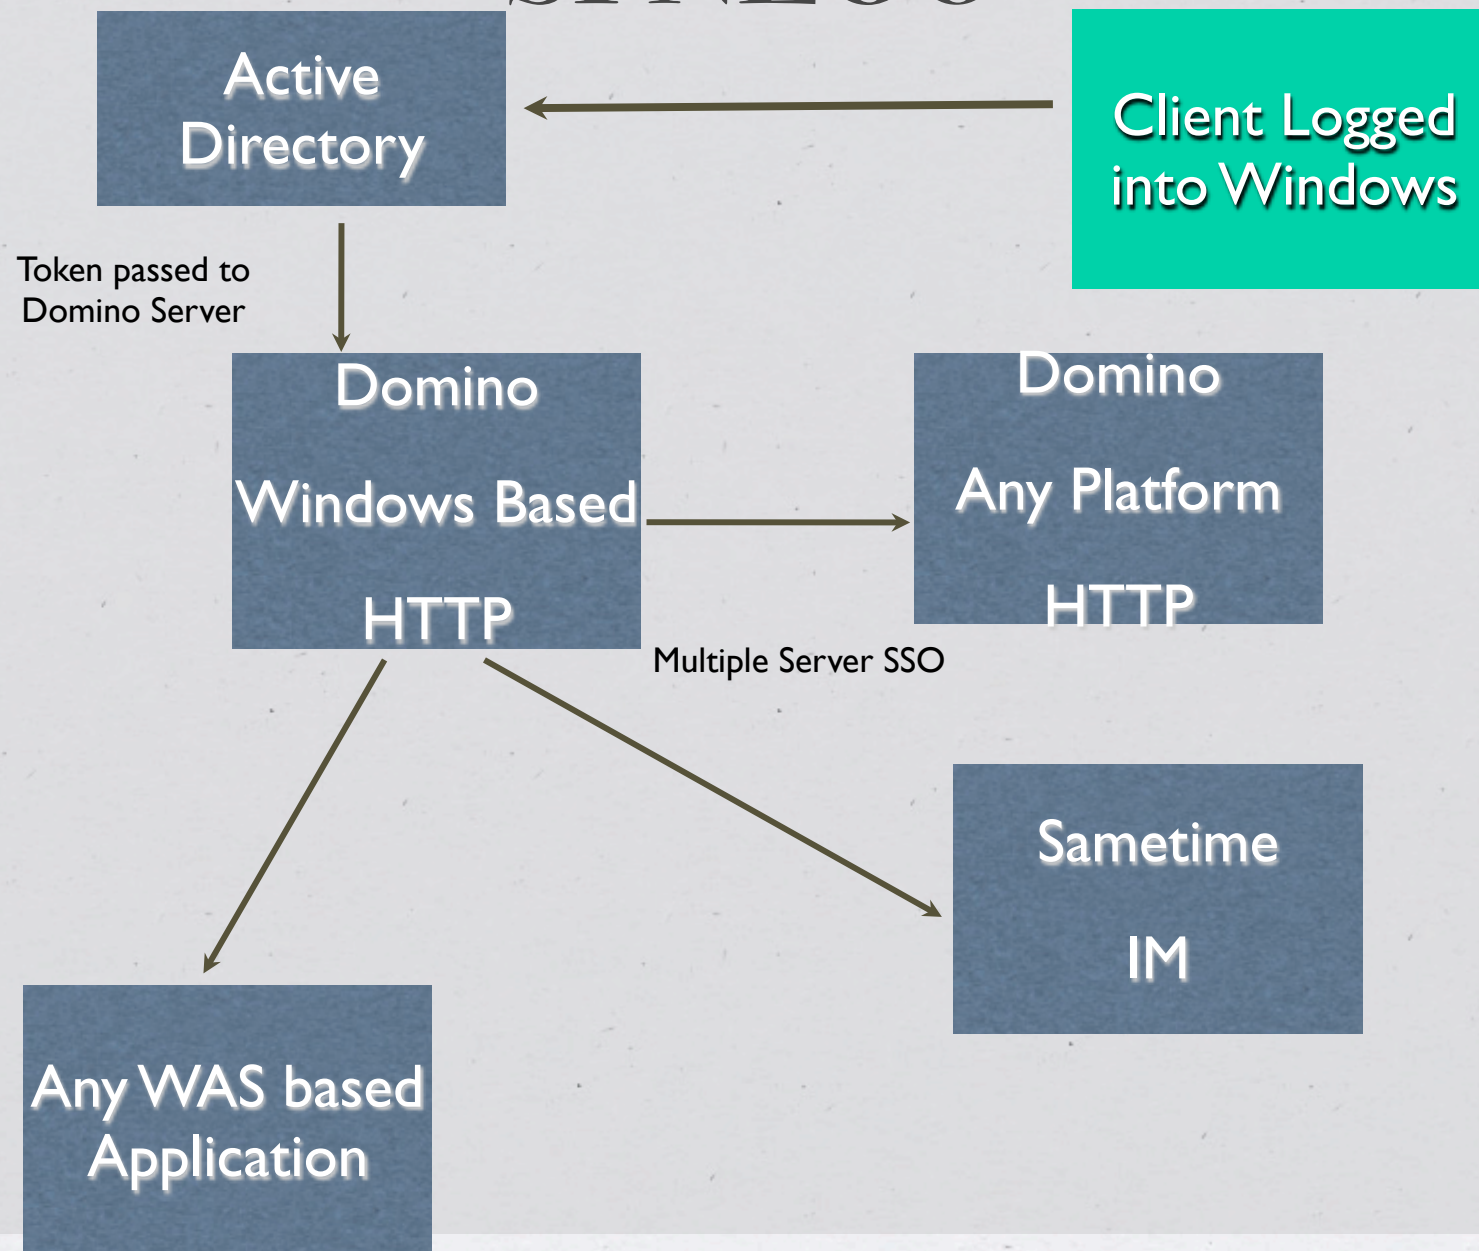 Active
Directory
Client Logged
into Windows
Token passed to
Domino Server
Domino
Windows Based
HTTP
Domino
Any Platform
HTTP
Multiple Server SSO
Sametime
IM
Any WAS based
Application